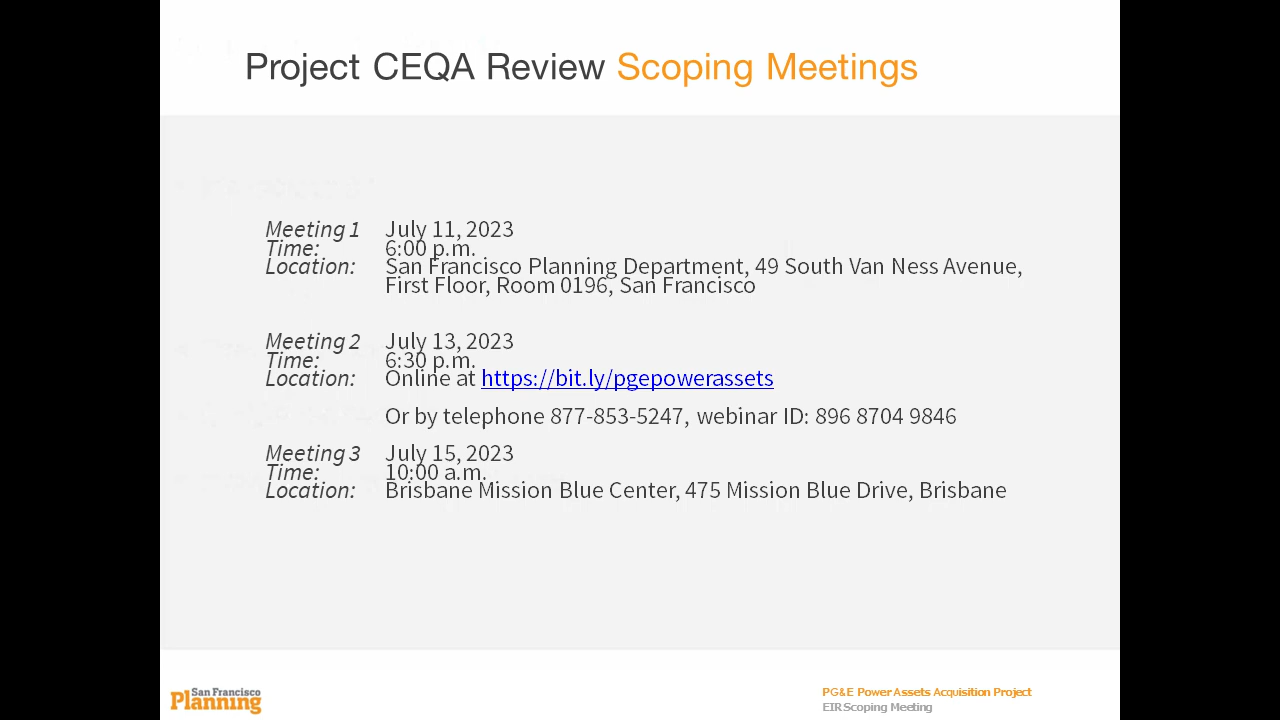 Project CEQA Review Scoping Meetings
Meeting 1 July 11, 2023
Time: 6:00 p.m.
Location: San Francisco Planning Department, 49 South Van Ness Avenue,
First Floor, Room 0196, San Francisco
Meeting 2 July 13, 2023
Time: 6:30 p.m.
Location: Online at https://bit.ly/pgepowerassets
Or by telephone 877-853-5247, webinar ID: 896 8704 9846
Meeting 3 July 15, 2023
Time: 10:00 a.m.
Location: Brisbane Mission Blue Center, 475 Mission Blue Drive, Brisbane
San Francisco
Planning
PG&E Power Assets Acquisition Project
EIR Scoping Meeting